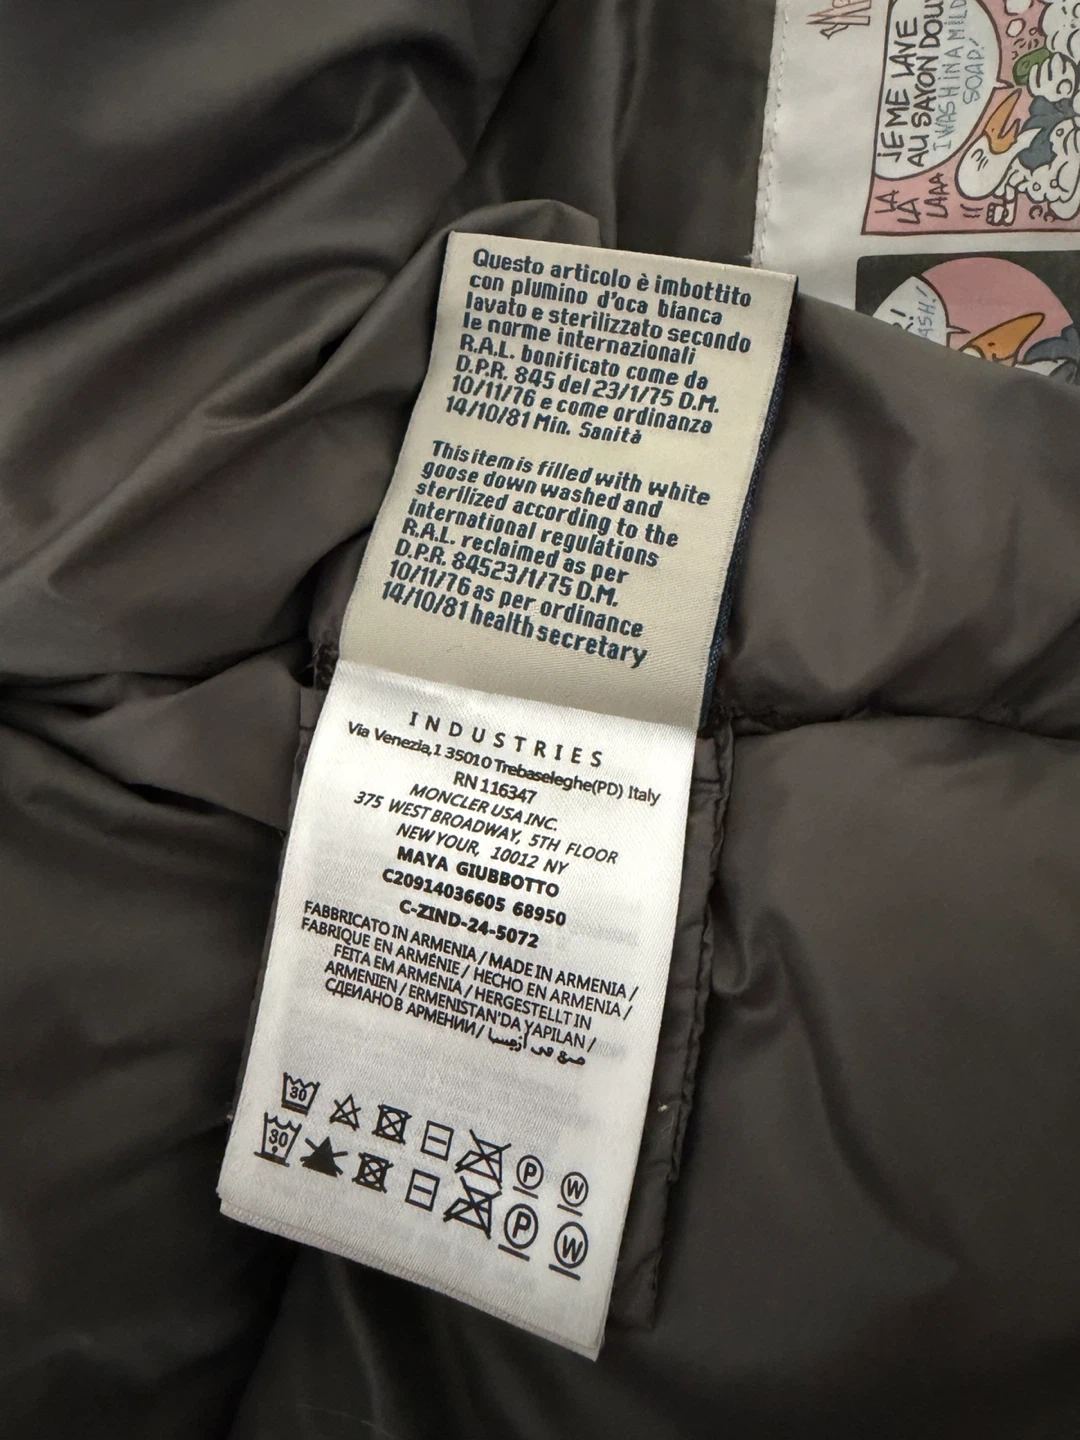 JE ME LAVE
AU SAVON DOU
I WASH IN A MILD
SOAP!
LA
LA
LAAA
Questo articolo è imbottito
con piumino d'oca bianca
lavato e sterilizzato secondo
le norme internazionali
R.A.L. bonificato come da
D.P.R. 845 del 23/1/75 D.M.
10/11/76 e come ordinanza
14/10/81 Min. Sanità
This item is filled with white
goose down washed and
sterilized according to the
international regulations
R.A.L. reclaimed as per
D.P.R. 84523/1/75 D.M.
10/11/76 as per ordinance
14/10/81 health secretary
INDUSTRIES
Via Venezia,1 35010 Trebaseleghe(PD) Italy
RN 116347
MONCLER USA.INC.
375 WEST BROADWAY, 5TH FLOOR
NEW YOUR, 10012 NY
MAYA GIUBBOTTO
C20914036605 68950
C-ZIND-24-5072
FABBRICATO IN ARMENIA / MADE IN ARMENIA /
FABRIQUE EN ARMÉNIE / HECHO EN ARMENIA /
FEITA EM ARMÉNIA / HERGESTELLT IN
ARMENIEN / ERMENISTAN'DA YAPILAN /
СДЕИАНО В АРМЕНИИ /
30
P
W
30
P
W